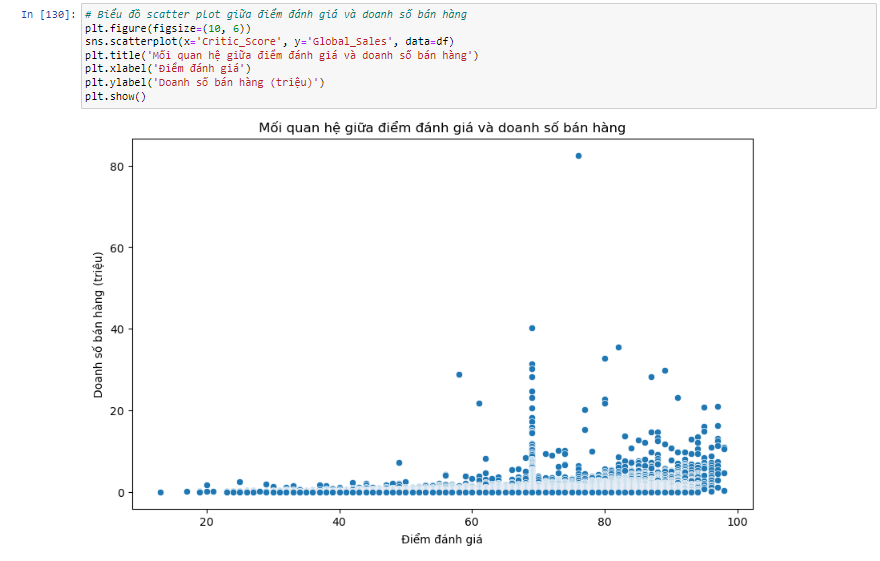 In [130]: # Biểu đồ scatter plot giữa điểm đánh giá và doanh số bán hàng
plt.figure(figsize=(10, 6))
sns.scatterplot(x='Critic_Score', y='Global_Sales', data=df)
plt.title('Mối quan hệ giữa điểm đánh giá và doanh số bán hàng')
plt.xlabel('Điểm đánh giá')
plt.ylabel('Doanh số bán hàng (triệu)')
plt.show()
Mối quan hệ giữa điểm đánh giá và doanh số bán hàng
Doanh số bán hàng (triệu)
80
60
40
20
0
20 40 60 80 100
Điểm đánh giá